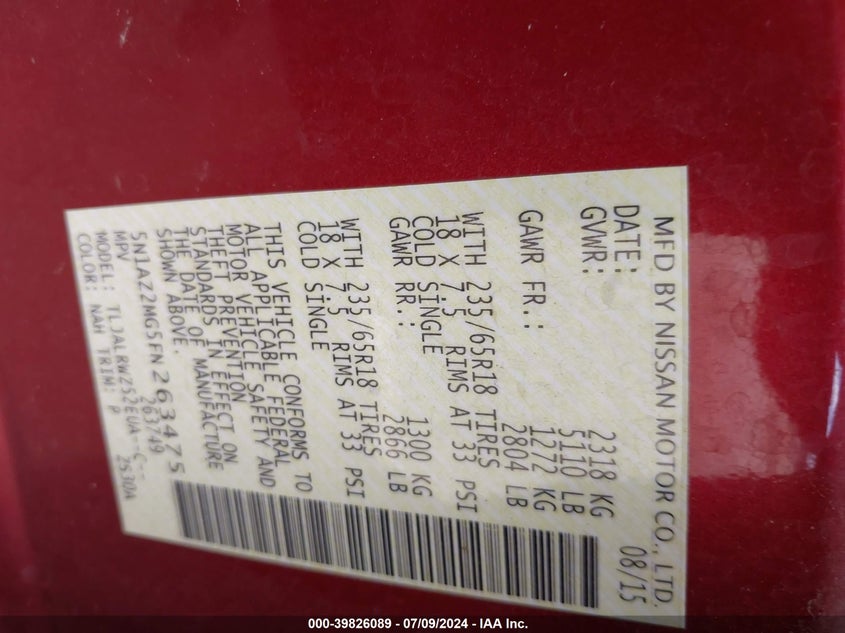 MFD BY NISSAN MOTOR CO., LTD.
DATE: 08/15
GVWR: 2318 KG
5110 LB
GAWR FR.: 1272 KG
2804 LB
WITH 235/65R18 TIRES
18 X 7.5 RIMS AT 33 PSI
COLD SINGLE
GAWR RR.: 1300 KG
2866 LB
WITH 235/65R18 TIRES
18 X 7.5 RIMS AT 33 PSI
COLD SINGLE
THIS VEHICLE CONFORMS TO
ALL APPLICABLE FEDERAL
MOTOR VEHICLE SAFETY AND
THEFT PREVENTION
STANDARDS IN EFFECT ON
THE DATE OF MANUFACTURE
SHOWN ABOVE.
5N1AZ2MG5FN263475
MPV 263749
MODEL: TLJALRWZ52EUA--C--
COLOR: NAH TRIM: P 2630A
000-39826089 - 07/09/2024 - IAA Inc.